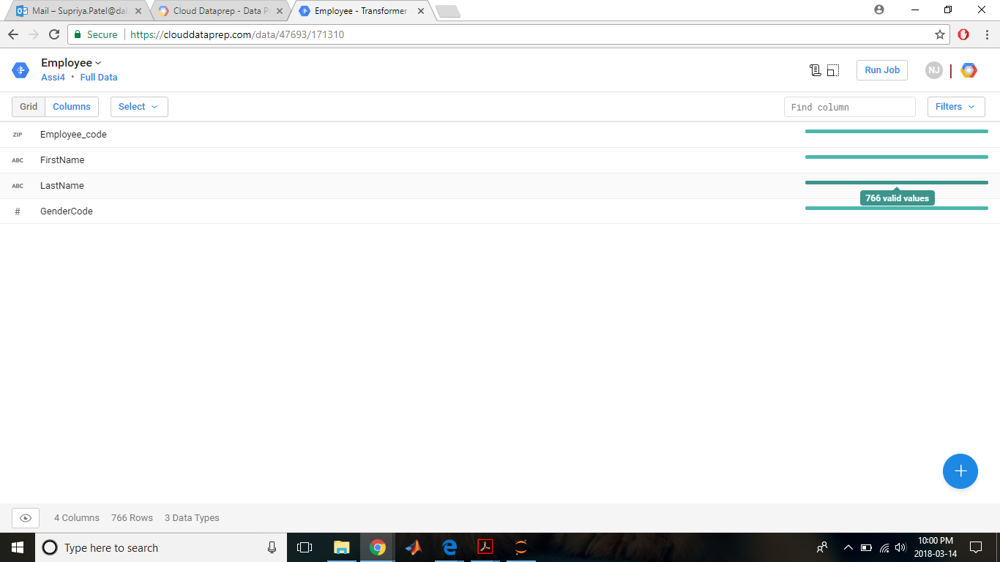 Mail – Supriya.Patel@dal
Cloud Dataprep - Data P
Employee - Transformer
Secure
https://clouddataprep.com/data/47693/171310
Employee
Assi4 • Full Data
Run Job
NJ
Grid Columns Select
Find column
Filters
ZIP Employee_code
ABC FirstName
ABC LastName
766 valid values
# GenderCode
4 Columns 766 Rows 3 Data Types
Type here to search
10:00 PM
2018-03-14